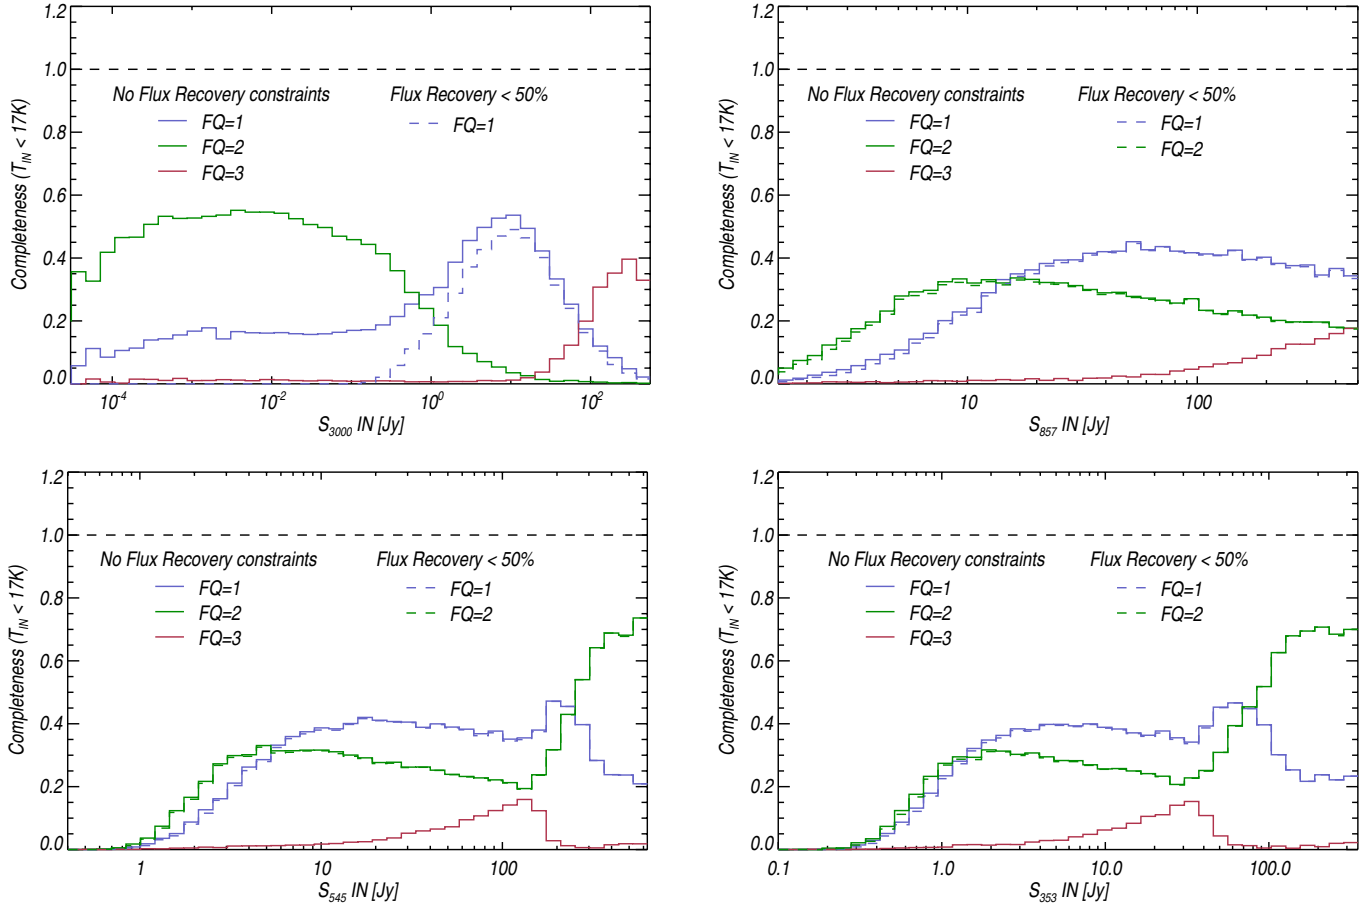 1.2
1.0
0.8
0.6
0.4
0.2
0.0
Completeness (T_IN < 17K)
No Flux Recovery constraints
FQ=1
FQ=2
FQ=3
Flux Recovery < 50%
FQ=1
10^-4
10^-2
10^0
10^2
S_3000 IN [Jy]
1.2
1.0
0.8
0.6
0.4
0.2
0.0
Completeness (T_IN < 17K)
No Flux Recovery constraints
FQ=1
FQ=2
FQ=3
Flux Recovery < 50%
FQ=1
FQ=2
10
100
S_857 IN [Jy]
1.2
1.0
0.8
0.6
0.4
0.2
0.0
Completeness (T_IN < 17K)
No Flux Recovery constraints
FQ=1
FQ=2
FQ=3
Flux Recovery < 50%
FQ=1
FQ=2
1
10
100
S_545 IN [Jy]
1.2
1.0
0.8
0.6
0.4
0.2
0.0
Completeness (T_IN < 17K)
No Flux Recovery constraints
FQ=1
FQ=2
FQ=3
Flux Recovery < 50%
FQ=1
FQ=2
0.1
1.0
10.0
100.0
S_353 IN [Jy]